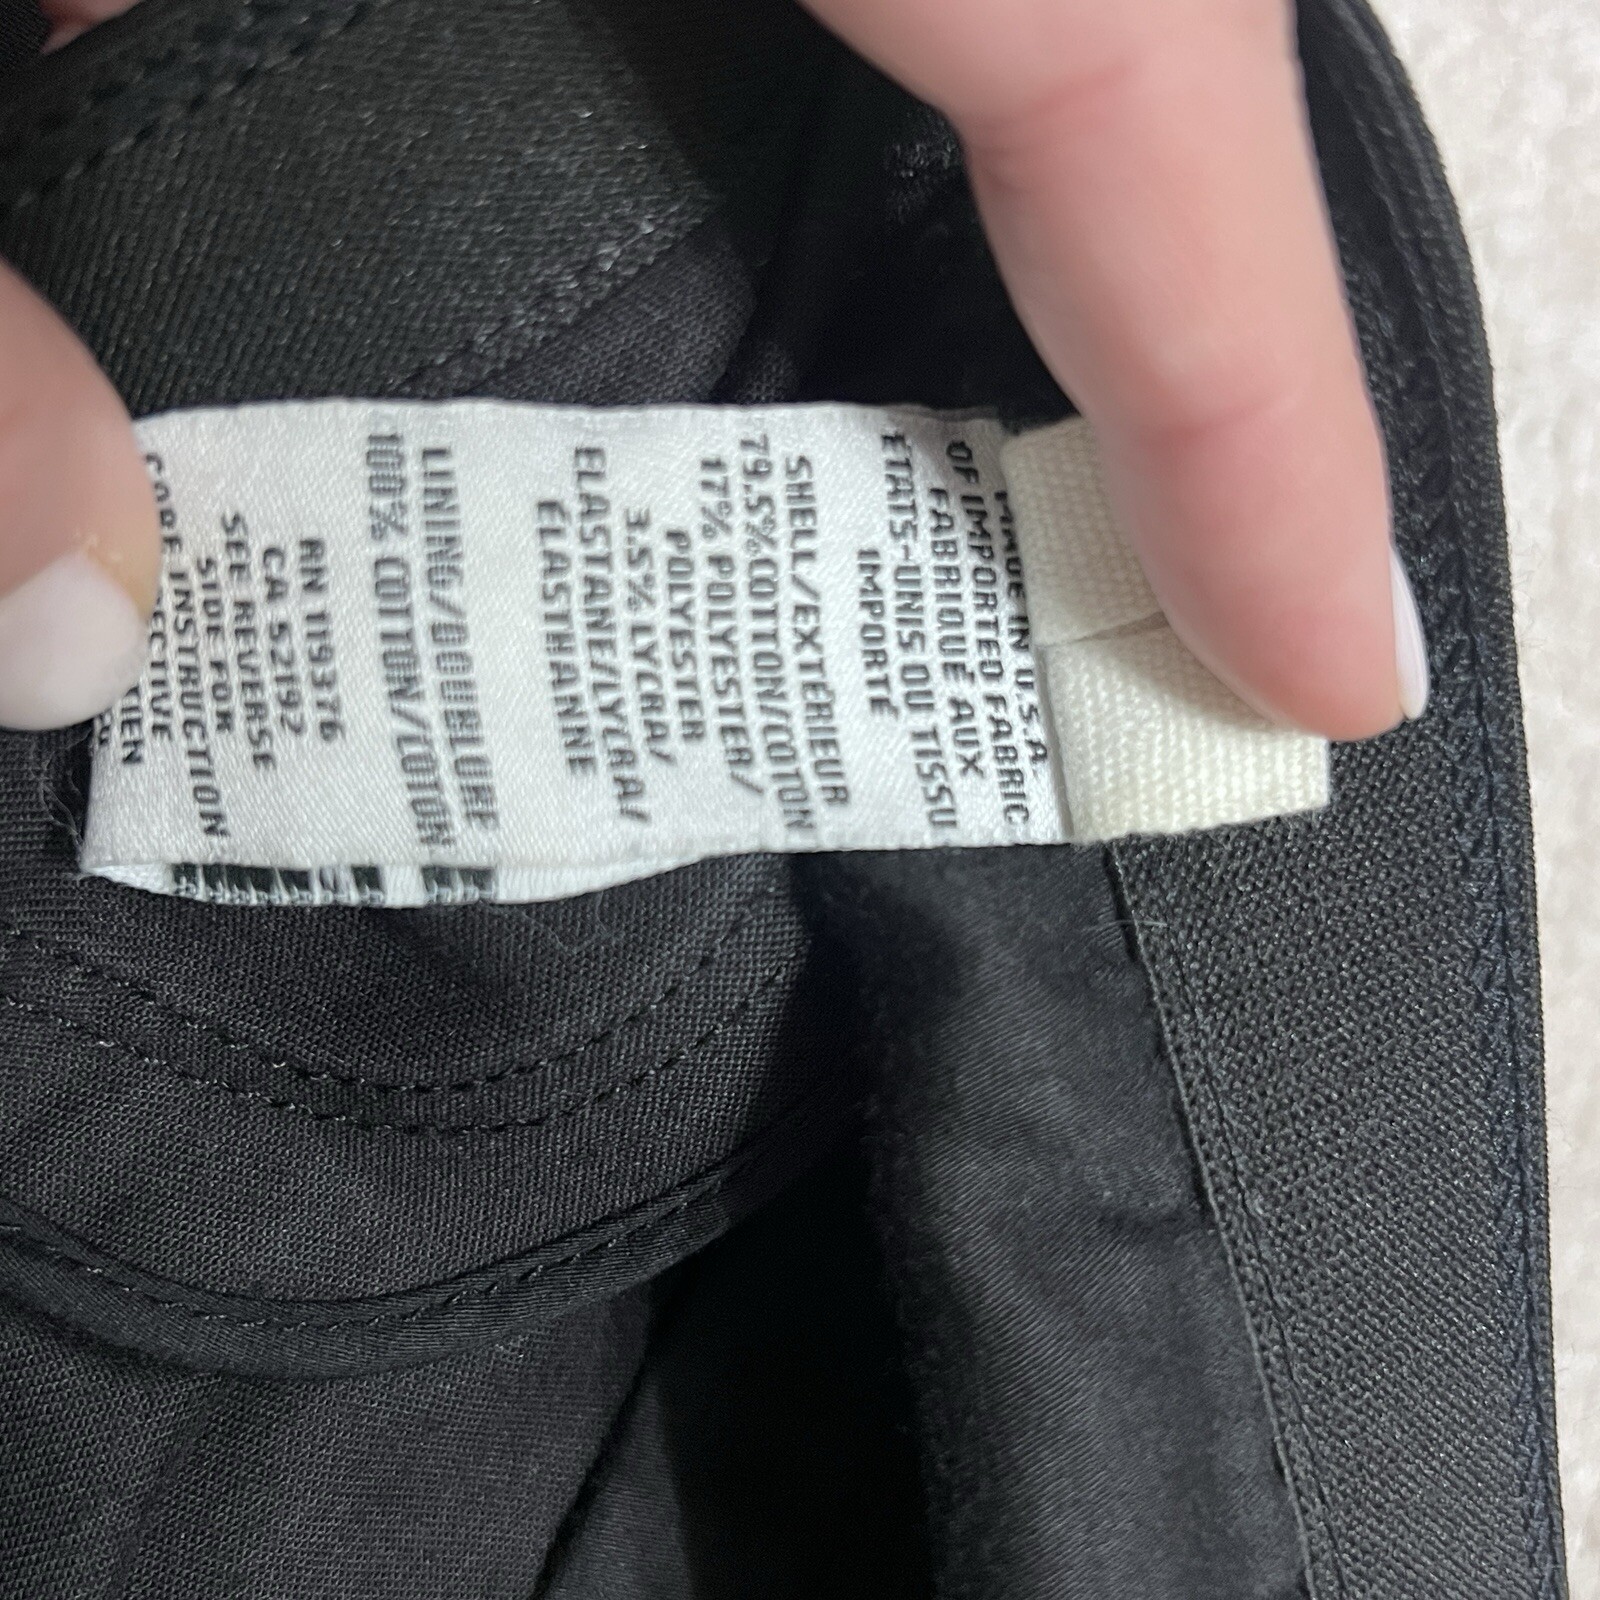 MADE IN U.S.A.
OF IMPORTED FABRIC
FABRIQUÉ AUX
ÉTATS-UNIS OU TISSU
IMPORTÉ
SHELL/EXTÉRIEUR
79.5% COTTON/COTON
17% POLYESTER/
POLYESTER
3.5% LYCRA/
ELASTANE/LYCRA/
ÉLASTHANNE
LINING/DOUBLURE
100% COTTON/COTON
RN 119376
CA 52192
SEE REVERSE
SIDE FOR
CARE INSTRUCTION